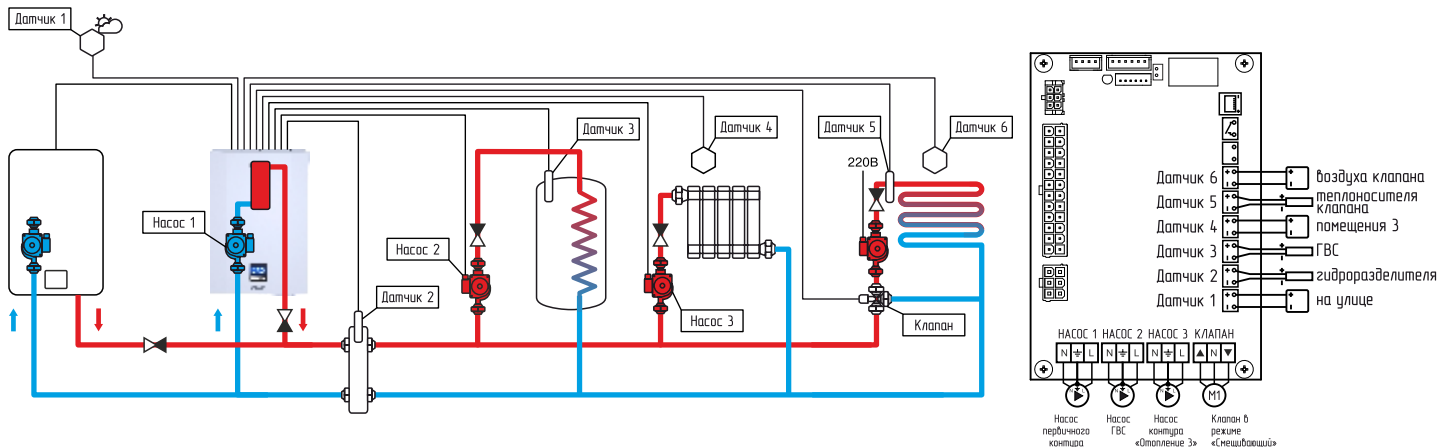 Датчик 1
Насос 1
Датчик 2
Насос 2
Датчик 3
Насос 3
Датчик 4
Датчик 5
220В
Клапан
Датчик 6
Датчик 6 воздуха клапана
Датчик 5 теплоносителя
клапана
Датчик 4 помещения 3
Датчик 3 ГВС
Датчик 2 гидроразделителя
Датчик 1 на улице
НАСОС 1 НАСОС 2 НАСОС 3 КЛАПАН
N L N L N L N
M1
Насос
первичного
контура
Насос
ГВС
Насос
контура
«Отопление 3»
Клапан в
режиме
«Смешивающий»